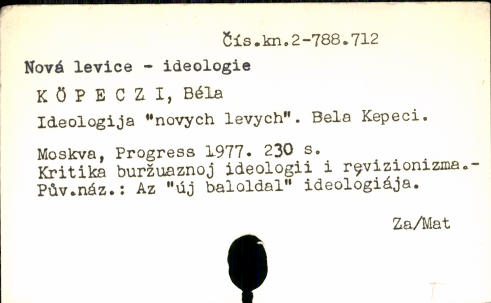 Čís.kn.2-788.712
Nová levice - ideologie
K Ö P E C Z I, Béla
Ideologija "novych levych". Bela Kepeci.
Moskva, Progress 1977. 230 s.
Kritika buržuaznoj ideologii i revizionizma.-
Pův.náz.: Az "új baloldal" ideologiája.
Za/Mat